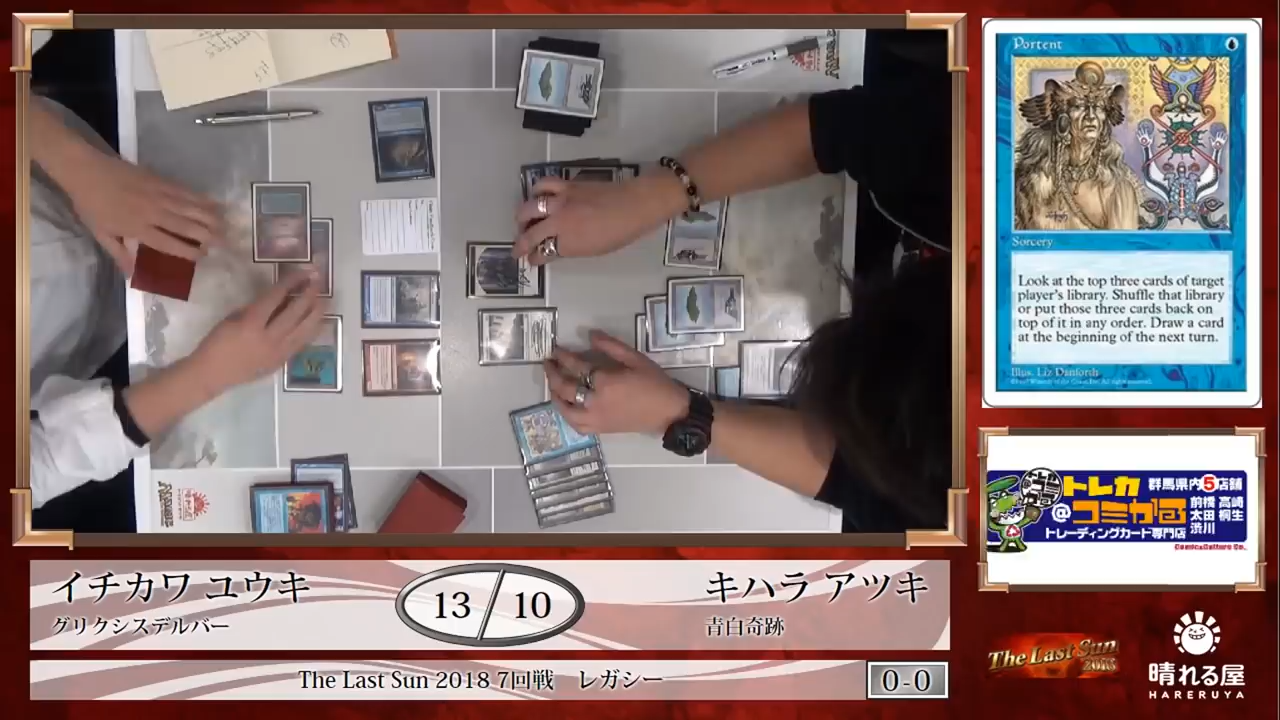 Portent
Sorcery
Look at the top three cards of target
player's library. Shuffle that library
or put those three cards back on
top of it in any order. Draw a card
at the beginning of the next turn.
Illus. Liz Danforth
トレカ
@コミかる
トレーディングカード専門店
群馬県内5店舗
前橋 高崎
太田 桐生
渋川
イチカワ ユウキ
グリクシスデルバー
13/10
キハラ アツキ
青白奇跡
The Last Sun 2018 7回戦 レガシー
0-0
The Last Sun
2018
晴れる屋
HARERUYA